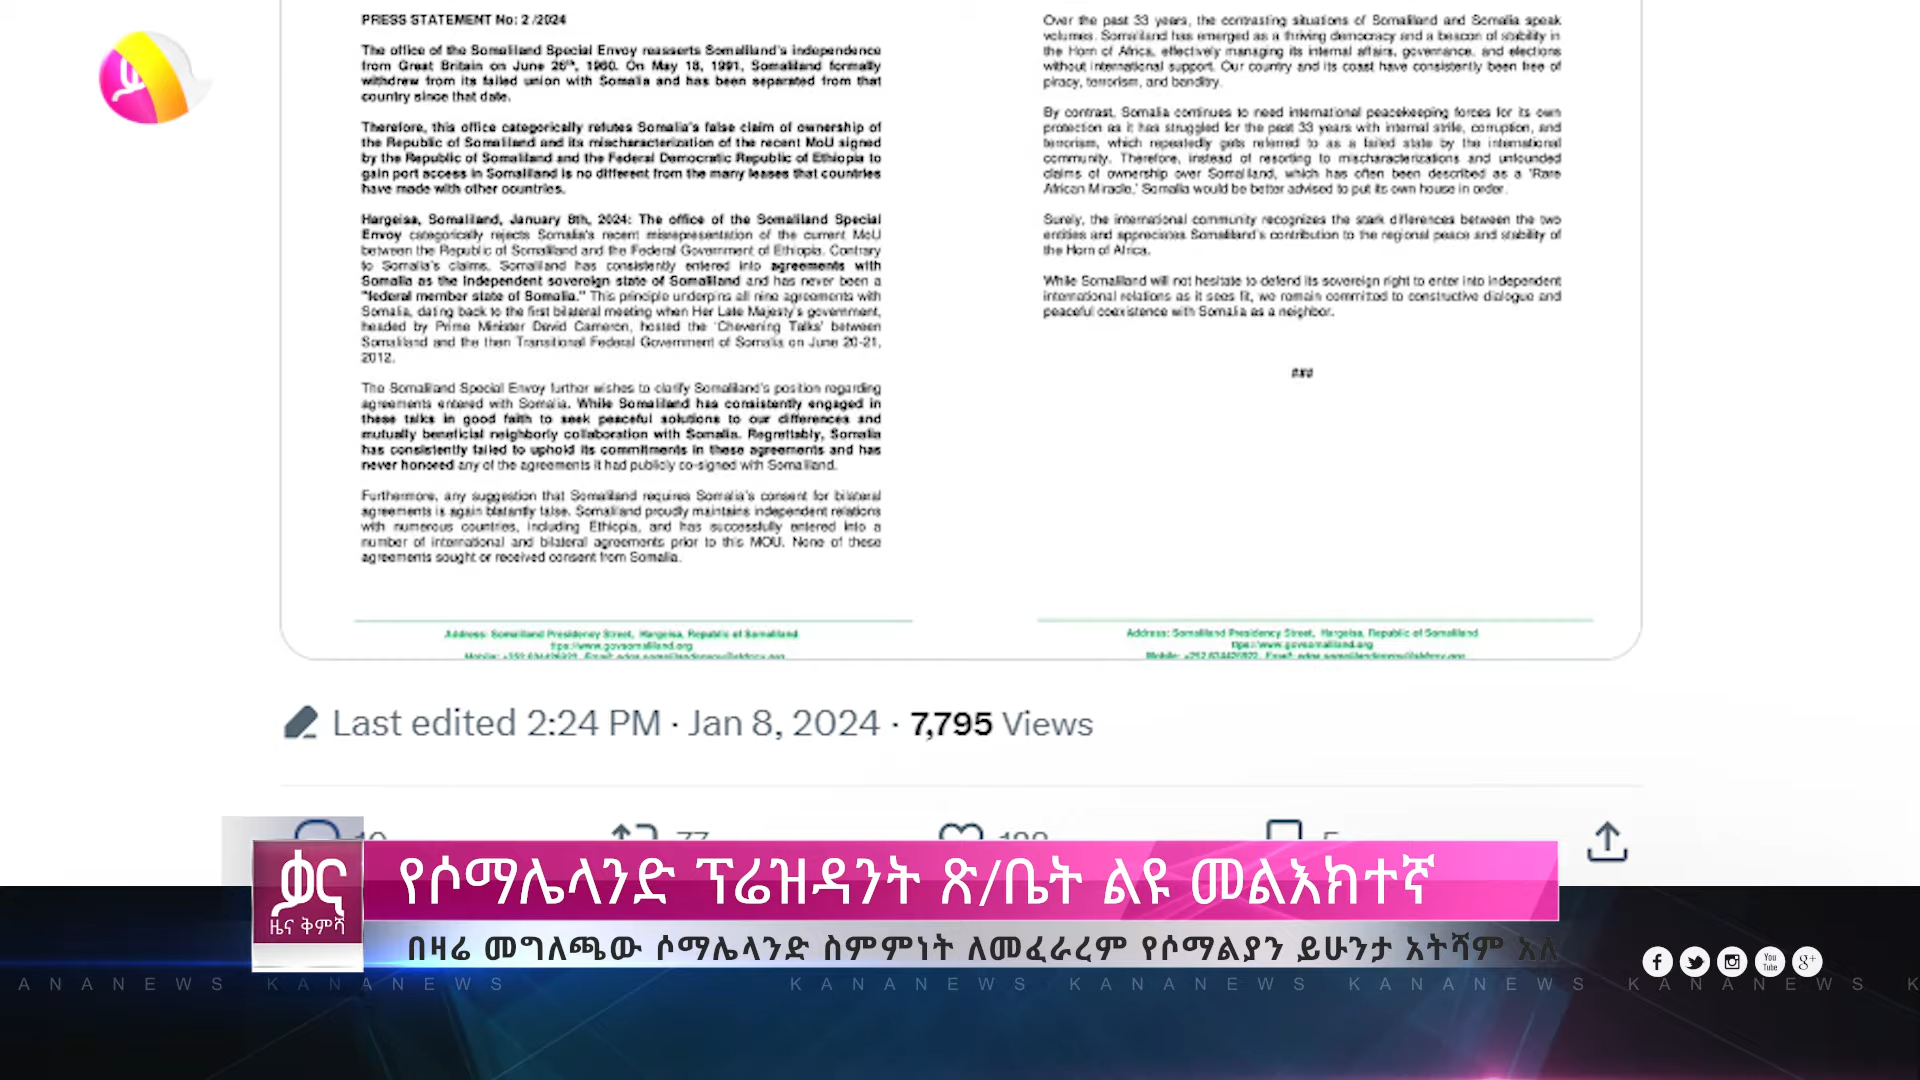 PRESS STATEMENT No: 2 /2024
The office of the Somaliland Special Envoy reasserts Somaliland's independence
from Great Britain on June 26th, 1960. On May 18, 1991, Somaliland formally
withdrew from its failed union with Somalia and has been separated from that
country since that date.
Therefore, this office categorically refutes Somalia's false claim of ownership of
the Republic of Somaliland and its mischaracterization of the recent MoU signed
by the Republic of Somaliland and the Federal Democratic Republic of Ethiopia to
gain port access in Somaliland is no different from the many leases that countries
have made with other countries.
Hargeisa, Somaliland, January 8th, 2024: The office of the Somaliland Special
Envoy categorically rejects Somalia's recent misrepresentation of the current MoU
between the Republic of Somaliland and the Federal Government of Ethiopia. Contrary
to Somalia's claims, Somaliland has consistently entered into agreements with
Somalia as the independent sovereign state of Somaliland and has never been a
"federal member state of Somalia." This principle underpins all nine agreements with
Somalia, dating back to the first bilateral meeting when Her Late Majesty's government,
headed by Prime Minister David Cameron, hosted the 'Chevening Talks' between
Somaliland and the then Transitional Federal Government of Somalia on June 20-21,
2012.
The Somaliland Special Envoy further wishes to clarify Somaliland's position regarding
agreements entered with Somalia. While Somaliland has consistently engaged in
these talks in good faith to seek peaceful solutions to our differences and
mutually beneficial neighborly collaboration with Somalia. Regrettably, Somalia
has consistently failed to uphold its commitments in these agreements and has
never honored any of the agreements it had publicly co-signed with Somaliland.
Furthermore, any suggestion that Somaliland requires Somalia's consent for bilateral
agreements is again blatantly false. Somaliland proudly maintains independent relations
with numerous countries, including Ethiopia, and has successfully entered into a
number of international and bilateral agreements prior to this MOU. None of these
agreements sought or received consent from Somalia.
Address: Somaliland Presidency Street, Hargeisa, Republic of Somaliland
Over the past 33 years, the contrasting situations of Somaliland and Somalia speak
volumes. Somaliland has emerged as a thriving democracy and a beacon of stability in
the Horn of Africa, effectively managing its internal affairs, governance, and elections
without international support. Our country and its coast have consistently been free of
piracy, terrorism, and banditry.
By contrast, Somalia continues to need international peacekeeping forces for its own
protection as it has struggled for the past 33 years with internal strife, corruption, and
terrorism, which repeatedly gets referred to as a failed state by the international
community. Therefore, instead of resorting to mischaracterizations and unfounded
claims of ownership over Somaliland, which has often been described as a 'Rare
African Miracle,' Somalia would be better advised to put its own house in order.
Surely, the international community recognizes the stark differences between the two
entities and appreciates Somaliland's contribution to the regional peace and stability of
the Horn of Africa.
While Somaliland will not hesitate to defend its sovereign right to enter into independent
international relations as it sees fit, we remain committed to constructive dialogue and
peaceful coexistence with Somalia as a neighbor.
###
Address: Somaliland Presidency Street, Hargeisa, Republic of Somaliland
Last edited 2:24 PM · Jan 8, 2024 · 7,795 Views
ቃና
ዜና ቅምሻ
የሶማሌላንድ ፕሬዝዳንት ጽ/ቤት ልዩ መልእክተኛ
በዛሬ መግለጫው ሶማሌላንድ ስምምነት ለመፈራረም የሶማልያን ይሁንታ አትሻም አለ
KANANEWS KANANEWS KANANEWS KANANEWS KANANEWS KANANEWS
You Tube